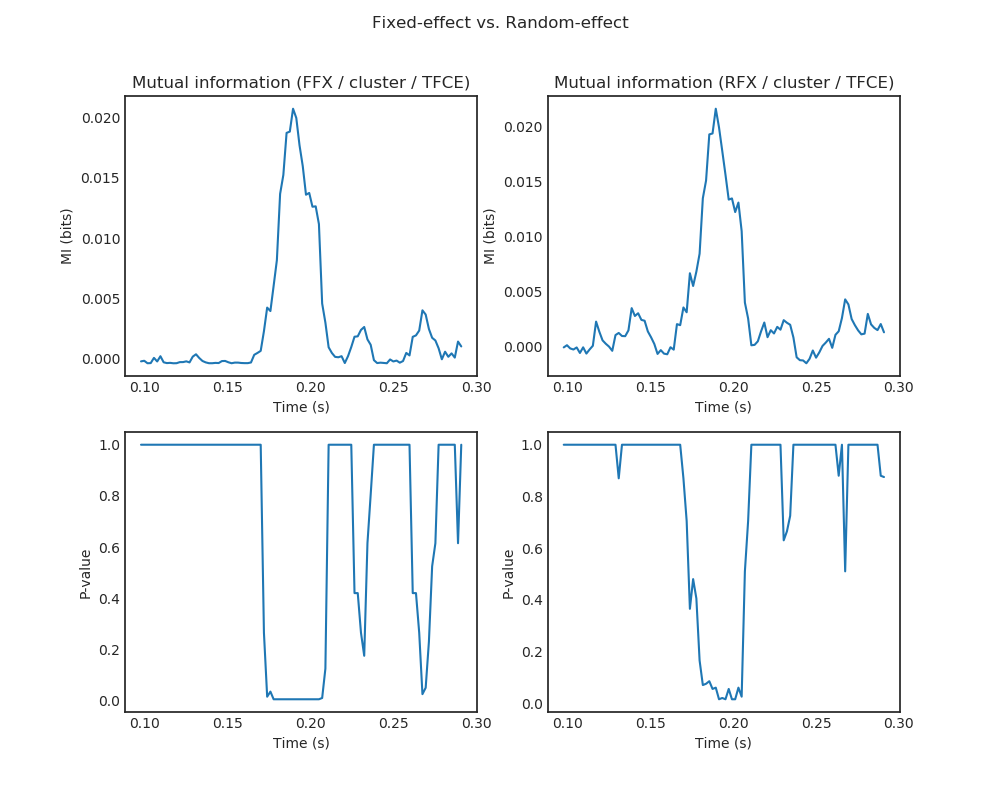 Fixed-effect vs. Random-effect
Mutual information (FFX / cluster / TFCE)
MI (bits)
0.020
0.015
0.010
0.005
0.000
0.10 0.15 0.20 0.25 0.30
Time (s)
Mutual information (RFX / cluster / TFCE)
MI (bits)
0.020
0.015
0.010
0.005
0.000
0.10 0.15 0.20 0.25 0.30
Time (s)
P-value
1.0
0.8
0.6
0.4
0.2
0.0
0.10 0.15 0.20 0.25 0.30
Time (s)
P-value
1.0
0.8
0.6
0.4
0.2
0.0
0.10 0.15 0.20 0.25 0.30
Time (s)